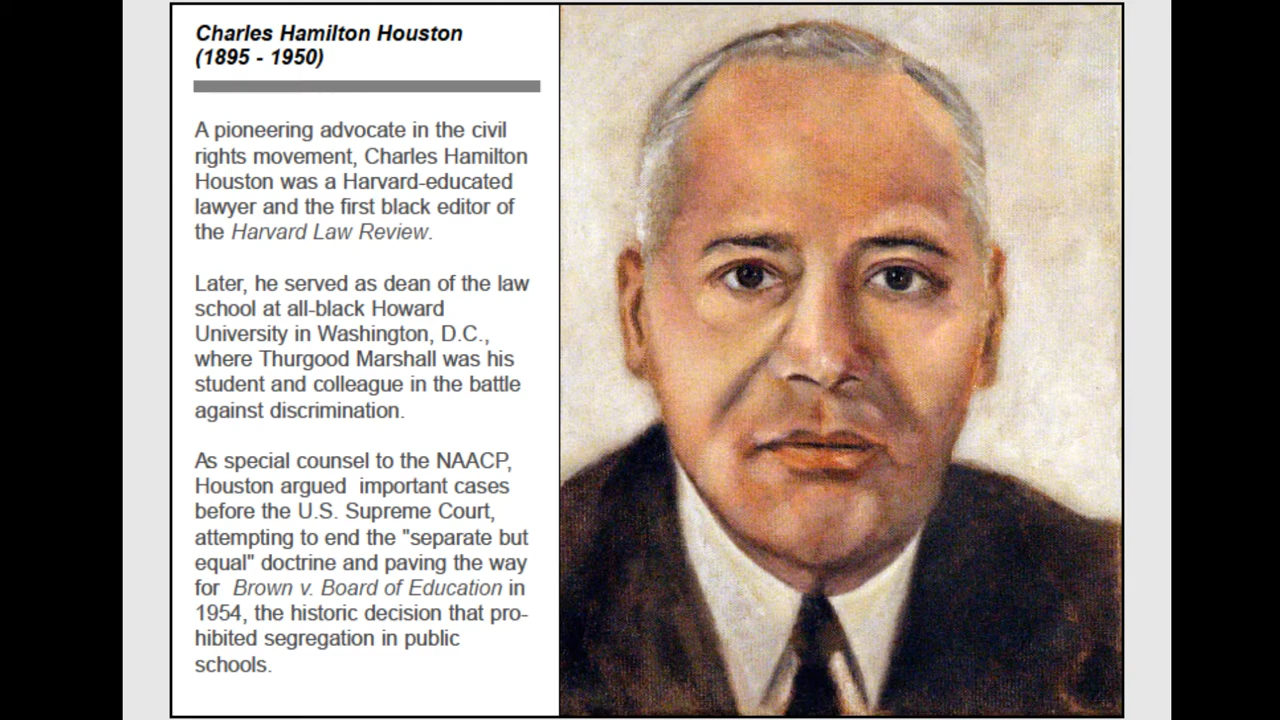 Charles Hamilton Houston
(1895 - 1950)
A pioneering advocate in the civil
rights movement, Charles Hamilton
Houston was a Harvard-educated
lawyer and the first black editor of
the Harvard Law Review.
Later, he served as dean of the law
school at all-black Howard
University in Washington, D.C.,
where Thurgood Marshall was his
student and colleague in the battle
against discrimination.
As special counsel to the NAACP,
Houston argued  important cases
before the U.S. Supreme Court,
attempting to end the "separate but
equal" doctrine and paving the way
for  Brown v. Board of Education in
1954, the historic decision that pro-
hibited segregation in public
schools.